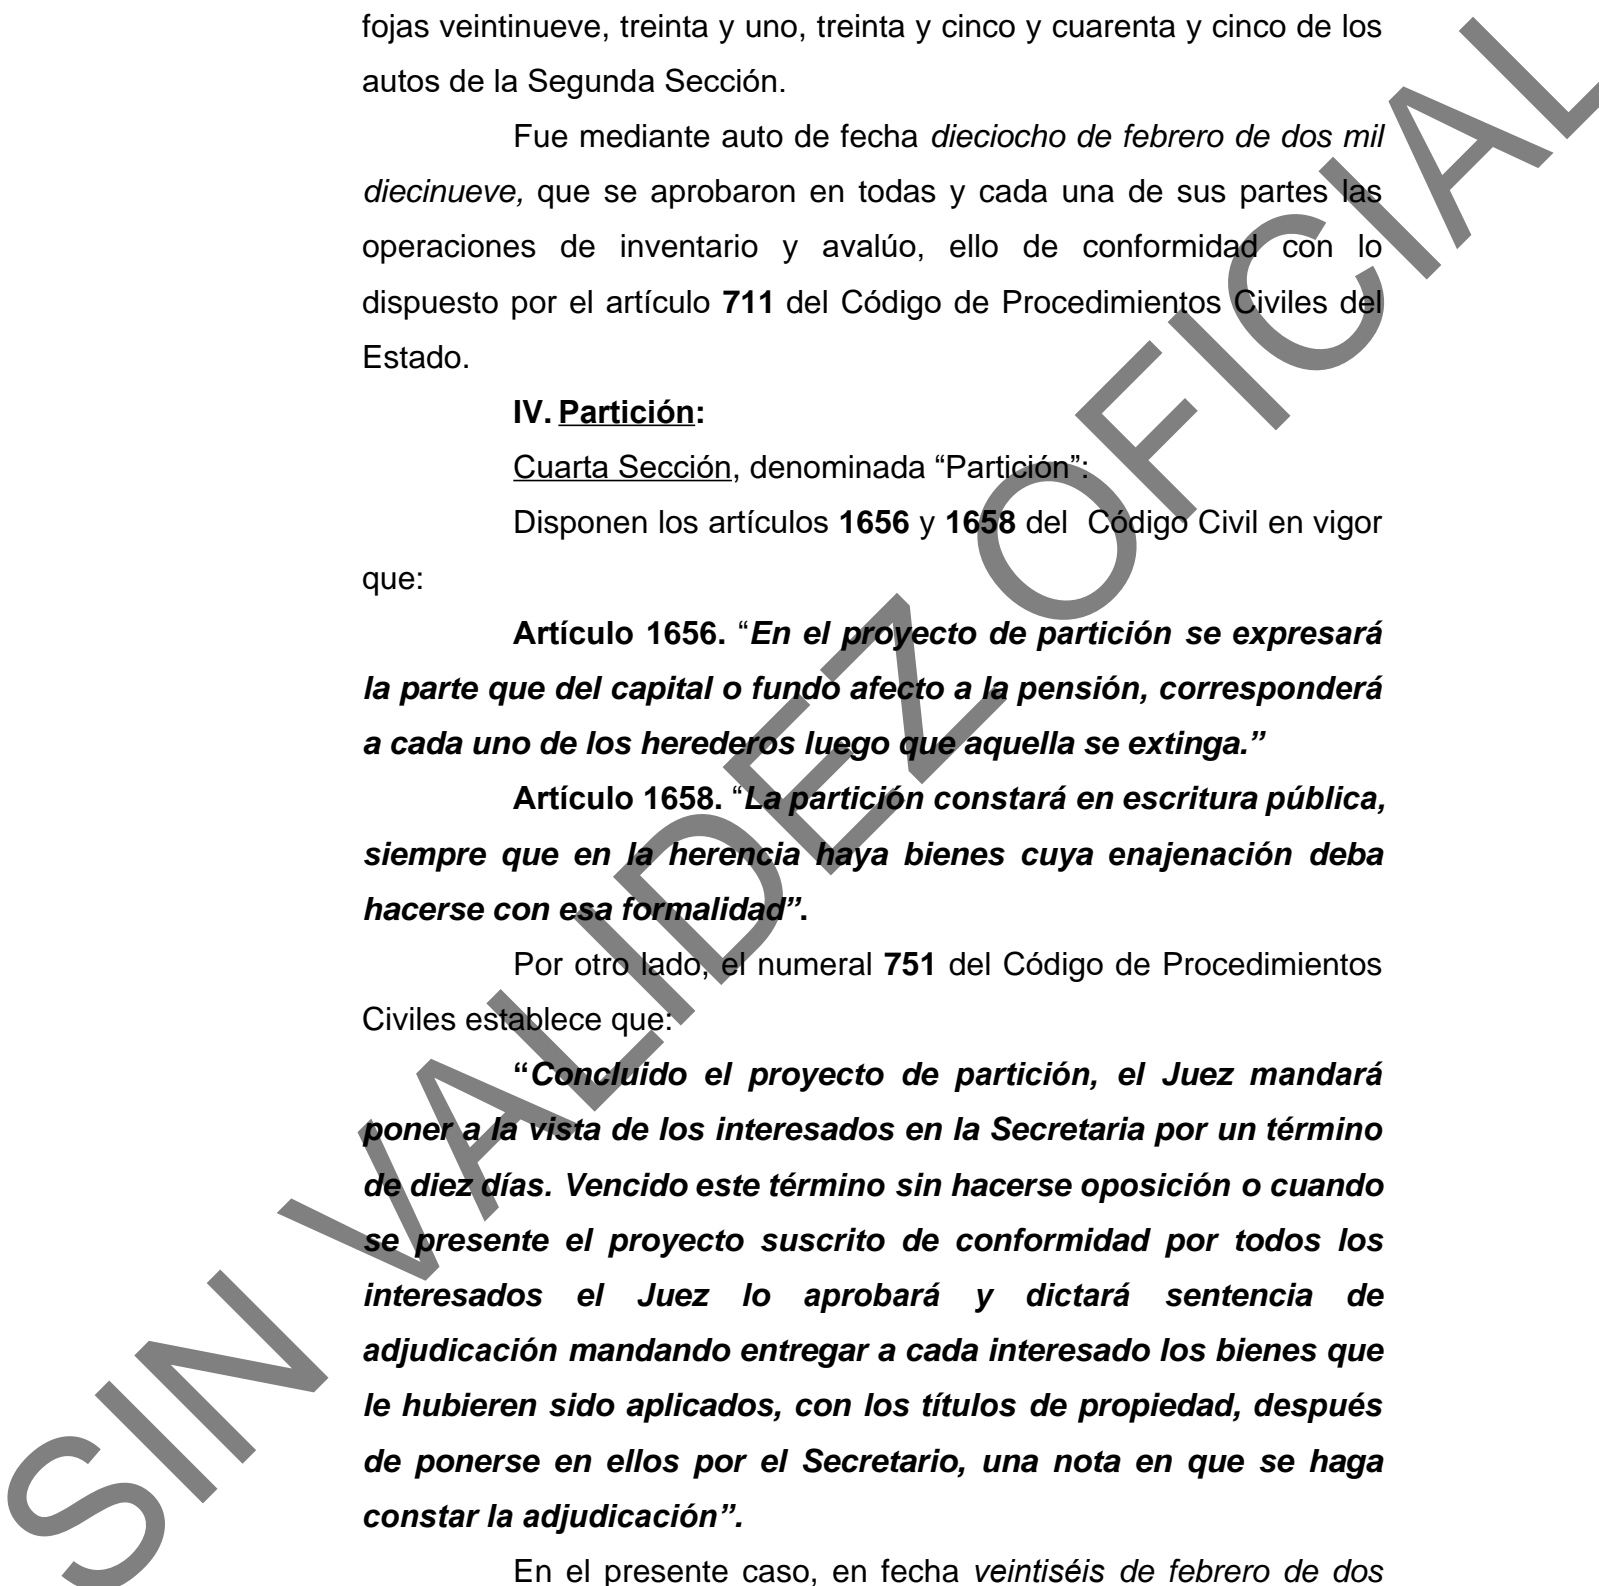 fojas veintinueve, treinta y uno, treinta y cinco y cuarenta y cinco de los
autos de la Segunda Sección.
Fue mediante auto de fecha dieciocho de febrero de dos mil
diecinueve, que se aprobaron en todas y cada una de sus partes las
operaciones de inventario y avalúo, ello de conformidad con lo
dispuesto por el artículo 711 del Código de Procedimientos Civiles del
Estado.
IV. Partición:
Cuarta Sección, denominada “Partición”:
Disponen los artículos 1656 y 1658 del Código Civil en vigor
que:
Artículo 1656. “En el proyecto de partición se expresará
la parte que del capital o fundo afecto a la pensión, corresponderá
a cada uno de los herederos luego que aquella se extinga.”
Artículo 1658. “La partición constará en escritura pública,
siempre que en la herencia haya bienes cuya enajenación deba
hacerse con esa formalidad”.
Por otro lado, el numeral 751 del Código de Procedimientos
Civiles establece que:
“Concluido el proyecto de partición, el Juez mandará
poner a la vista de los interesados en la Secretaria por un término
de diez días. Vencido este término sin hacerse oposición o cuando
se presente el proyecto suscrito de conformidad por todos los
interesados el Juez lo aprobará y dictará sentencia de
adjudicación mandando entregar a cada interesado los bienes que
le hubieren sido aplicados, con los títulos de propiedad, después
de ponerse en ellos por el Secretario, una nota en que se haga
constar la adjudicación”.
En el presente caso, en fecha veintiséis de febrero de dos
SIN VALIDEZ OFICIAL